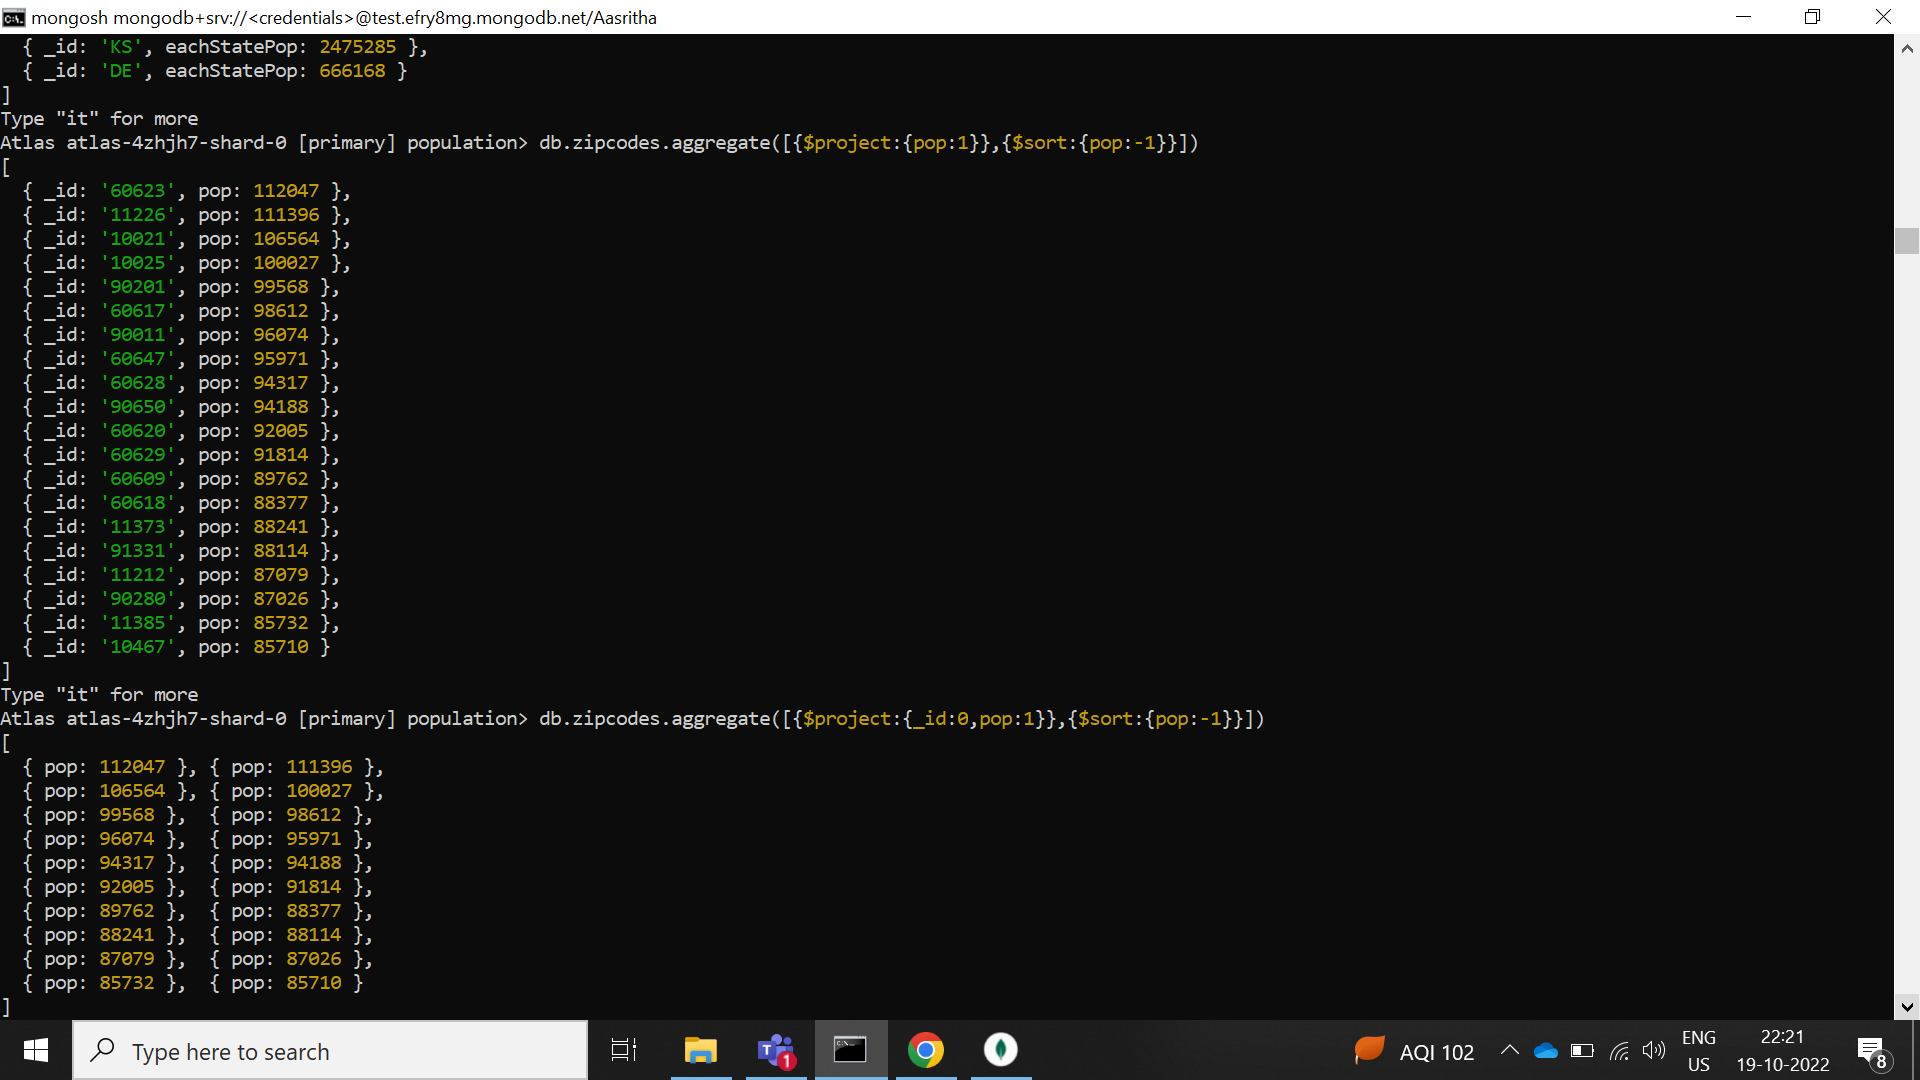 mongosh mongodb+srv://<credentials>@test.efry8mg.mongodb.net/Aasritha
  { _id: 'KS', eachStatePop: 2475285 },
  { _id: 'DE', eachStatePop: 666168 }
]
Type "it" for more
Atlas atlas-4zhjh7-shard-0 [primary] population> db.zipcodes.aggregate([{$project:{pop:1}},{$sort:{pop:-1}}])
[
  { _id: '60623', pop: 112047 },
  { _id: '11226', pop: 111396 },
  { _id: '10021', pop: 106564 },
  { _id: '10025', pop: 100027 },
  { _id: '90201', pop: 99568 },
  { _id: '60617', pop: 98612 },
  { _id: '90011', pop: 96074 },
  { _id: '60647', pop: 95971 },
  { _id: '60628', pop: 94317 },
  { _id: '90650', pop: 94188 },
  { _id: '60620', pop: 92005 },
  { _id: '60629', pop: 91814 },
  { _id: '60609', pop: 89762 },
  { _id: '60618', pop: 88377 },
  { _id: '11373', pop: 88241 },
  { _id: '91331', pop: 88114 },
  { _id: '11212', pop: 87079 },
  { _id: '90280', pop: 87026 },
  { _id: '11385', pop: 85732 },
  { _id: '10467', pop: 85710 }
]
Type "it" for more
Atlas atlas-4zhjh7-shard-0 [primary] population> db.zipcodes.aggregate([{$project:{_id:0,pop:1}},{$sort:{pop:-1}}])
[
  { pop: 112047 }, { pop: 111396 },
  { pop: 106564 }, { pop: 100027 },
  { pop: 99568 },  { pop: 98612 },
  { pop: 96074 },  { pop: 95971 },
  { pop: 94317 },  { pop: 94188 },
  { pop: 92005 },  { pop: 91814 },
  { pop: 89762 },  { pop: 88377 },
  { pop: 88241 },  { pop: 88114 },
  { pop: 87079 },  { pop: 87026 },
  { pop: 85732 },  { pop: 85710 }
]
Type here to search
T 1
AQI 102
ENG
US
22:21
19-10-2022
8